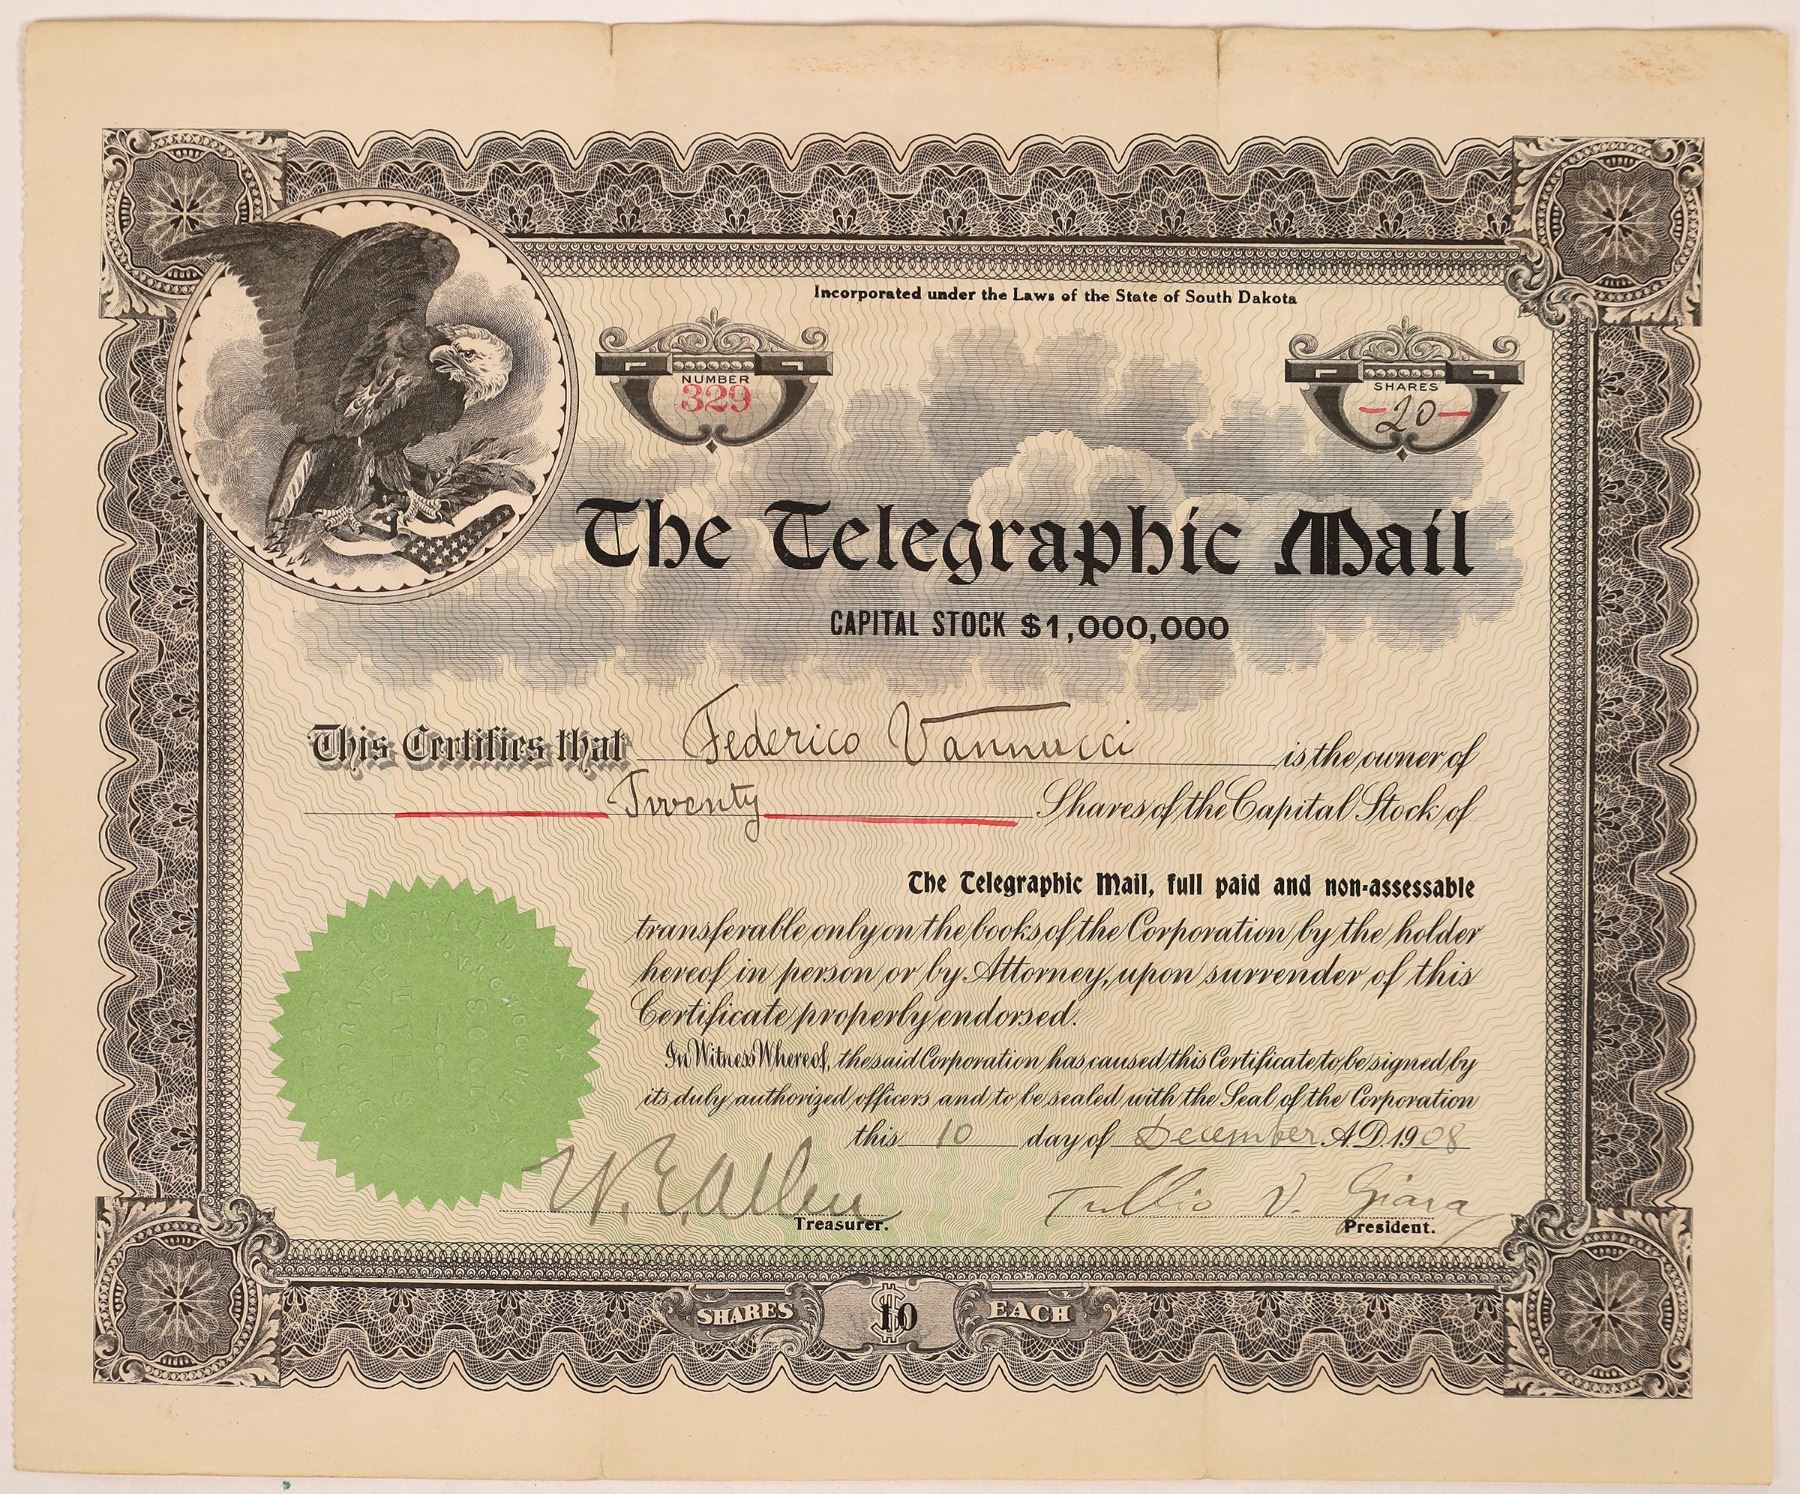 Incorporated under the Laws of the State of South Dakota
NUMBER
329
SHARES
-20-
The Telegraphic Mail
CAPITAL STOCK $1,000,000
This Certifies that Federico Vannucci is the owner of
Twenty Shares of the Capital Stock of
The Telegraphic Mail, full paid and non-assessable
transferable only on the books of the Corporation by the holder
hereof in person or by Attorney, upon surrender of this
Certificate properly endorsed.
In Witness Whereof, the said Corporation has caused this Certificate to be signed by
its duly authorized officers and to be sealed with the Seal of the Corporation
this 10 day of December A.D. 1908
W. E. Allen
Treasurer.
Tullio V. Giara
President.
SHARES $10 EACH